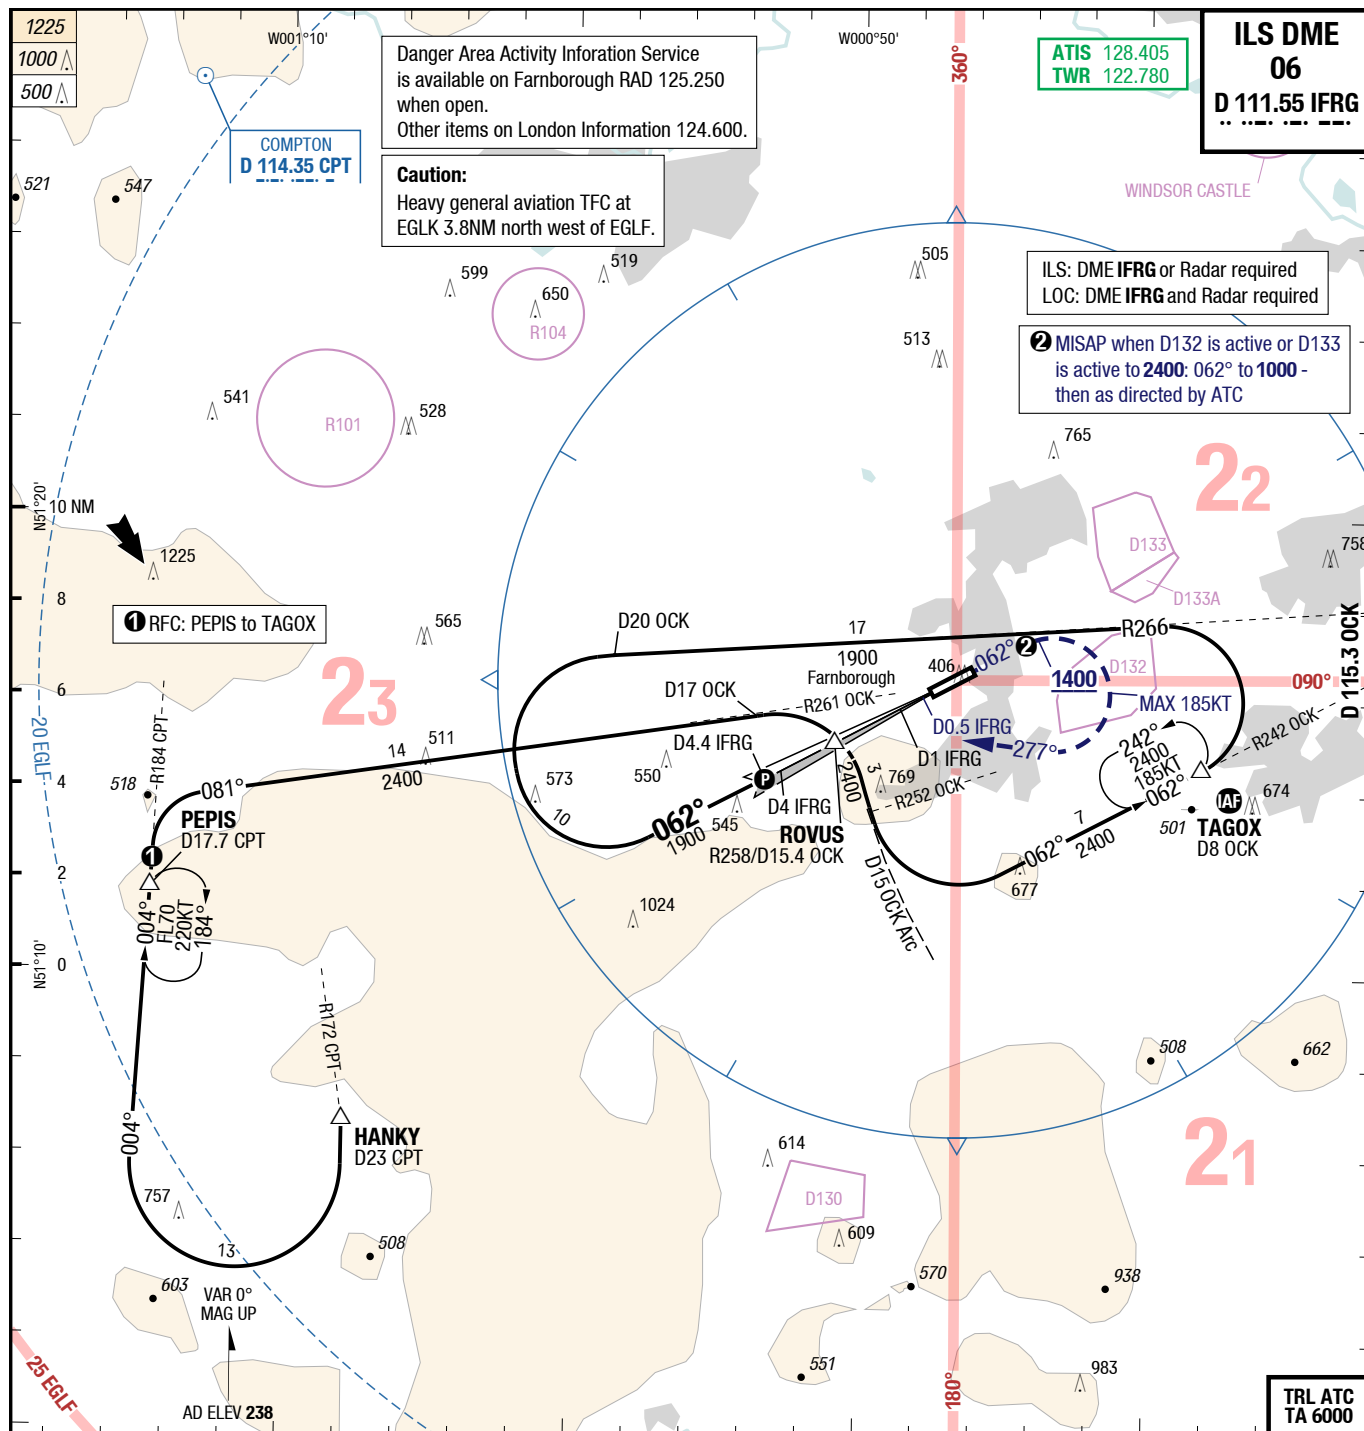 1225
1000
500
W001°10'
W000°50'
Danger Area Activity Inforation Service
is available on Farnborough RAD 125.250
when open.
Other items on London Information 124.600.
Caution:
Heavy general aviation TFC at
EGLK 3.8NM north west of EGLF.
COMPTON
D 114.35 CPT
360°
ATIS 128.405
TWR 122.780
ILS DME
06
D 111.55 IFRG
WINDSOR CASTLE
521
547
599
519
650
R104
505
513
ILS: DME IFRG or Radar required
LOC: DME IFRG and Radar required
2 MISAP when D132 is active or D133
is active to 2400: 062° to 1000 -
then as directed by ATC
541
R101
528
765
22
N51°20'
10 NM
1225
D133
D133A
758
8
1 RFC: PEPIS to TAGOX
565
D20 OCK
17
1900
Farnborough
406
062°
2
R266
D132
D 115.3 OCK
23
6
20 EGLF
R184 CPT
D17 OCK
R261 OCK
1400
090°
MAX 185KT
D0.5 IFRG
D1 IFRG
277°
D4.4 IFRG
P
14
2400
511
550
573
4
518
081°
PEPIS
D17.7 CPT
1
10
062°
1900
545
D4 IFRG
ROVUS
R258/D15.4 OCK
3
2400
769
R252 OCK
242°
2400
185KT
062°
R242 OCK
IAF
TAGOX
D8 OCK
674
501
7
2400
062°
677
D15 OCK Arc
2
004°
FL70
220KT
184°
1024
N51°10'
0
R172 CPT
004°
HANKY
D23 CPT
508
662
757
13
614
D130
609
21
508
603
VAR 0°
MAG UP
570
938
551
983
25 EGLF
AD ELEV 238
180°
TRL ATC
TA 6000